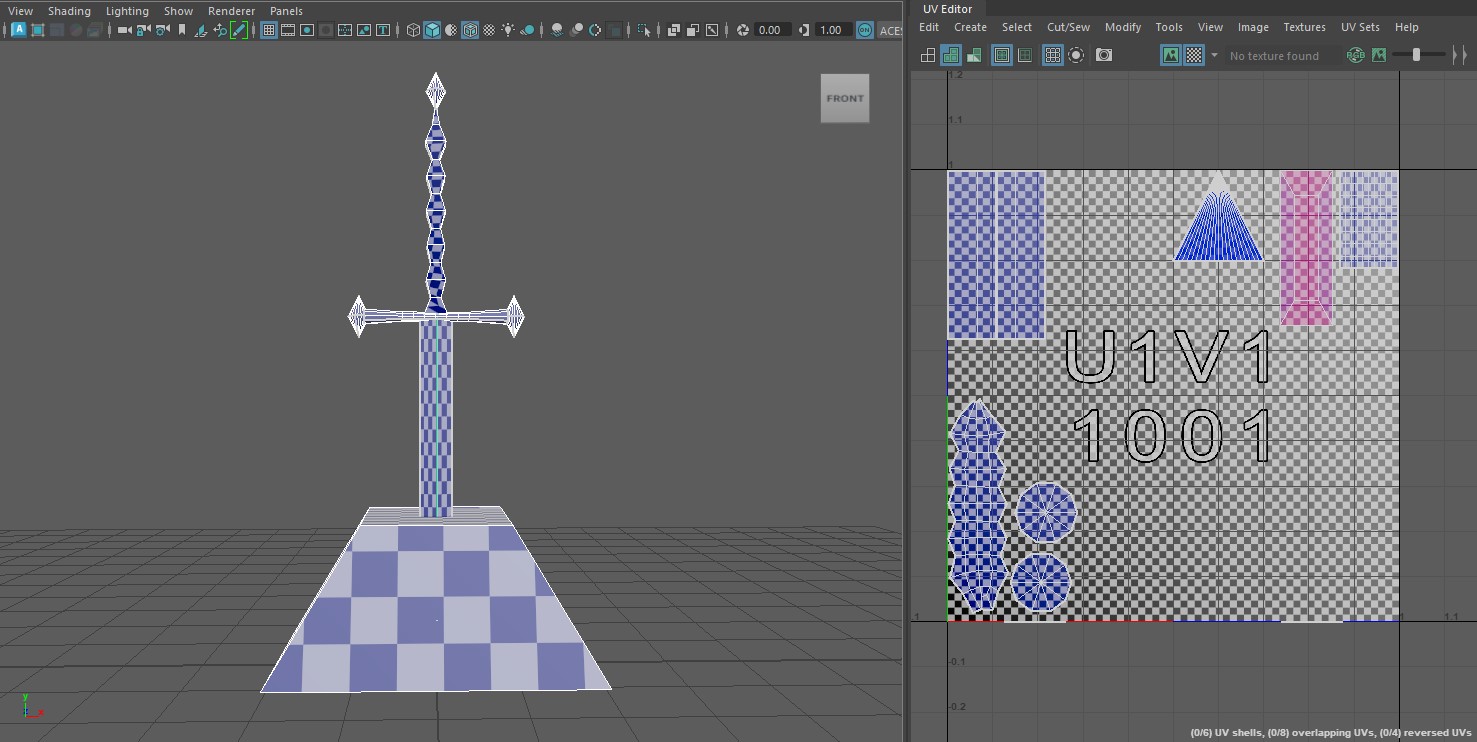 View Shading Lighting Show Renderer Panels
0.00 1.00 ON ACES
FRONT
y
UV Editor
Edit Create Select Cut/Sew Modify Tools View Image Textures UV Sets Help
No texture found RGB
1.2
1.1
1
U1V1
1001
1 1 1.1
-0.1
-0.2
(0/6) UV shells, (0/8) overlapping UVs, (0/4) reversed UVs